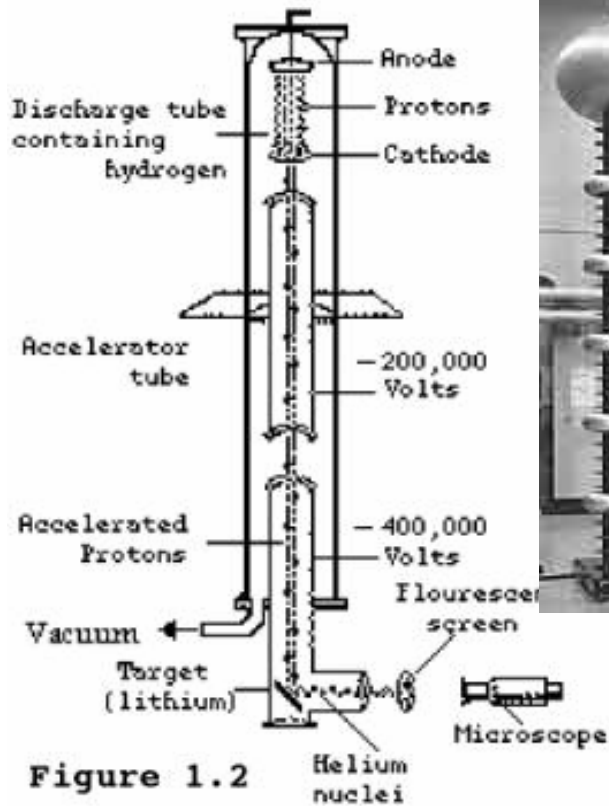 Anode
Discharge tube
containing
hydrogen
Protons
Cathode
Accelerator
tube
-200,000
Volts
Accelerated
Protons
-400,000
Volts
Flourescen
screen
Vacuum
Target
(lithium)
Microscope
Helium
nuclei
Figure 1.2